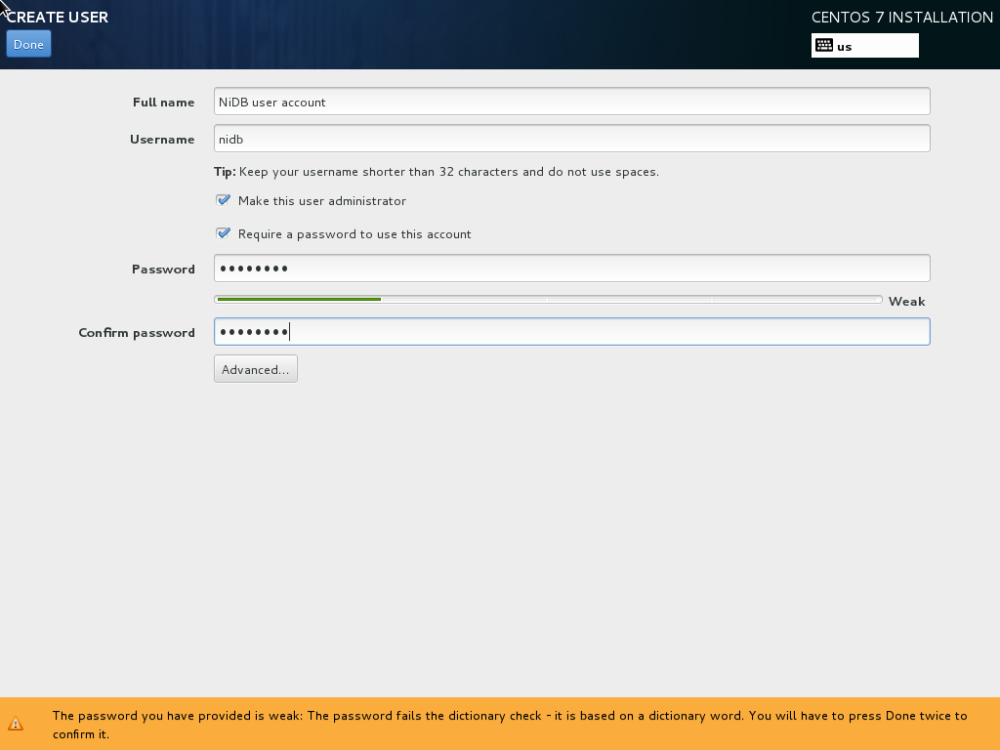 CREATE USER
CENTOS 7 INSTALLATION
Done
us
Full name
NiDB user account
Username
nidb
Tip: Keep your username shorter than 32 characters and do not use spaces.
Make this user administrator
Require a password to use this account
Password
••••••••
Weak
Confirm password
••••••••
Advanced...
The password you have provided is weak: The password fails the dictionary check - it is based on a dictionary word. You will have to press Done twice to
confirm it.